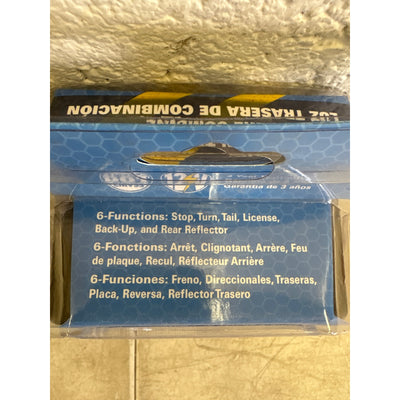 LUZ TRASERA DE COMBINACIÓN
Garantía de 3 años
6-Functions: Stop, Turn, Tail, License,
Back-Up, and Rear Reflector
6-Fonctions: Arrêt, Clignotant, Arrère, Feu
de plaque, Recul, Réflecteur Arrière
6-Funciones: Freno, Direccionales, Traseras,
Placa, Reversa, Reflector Trasero